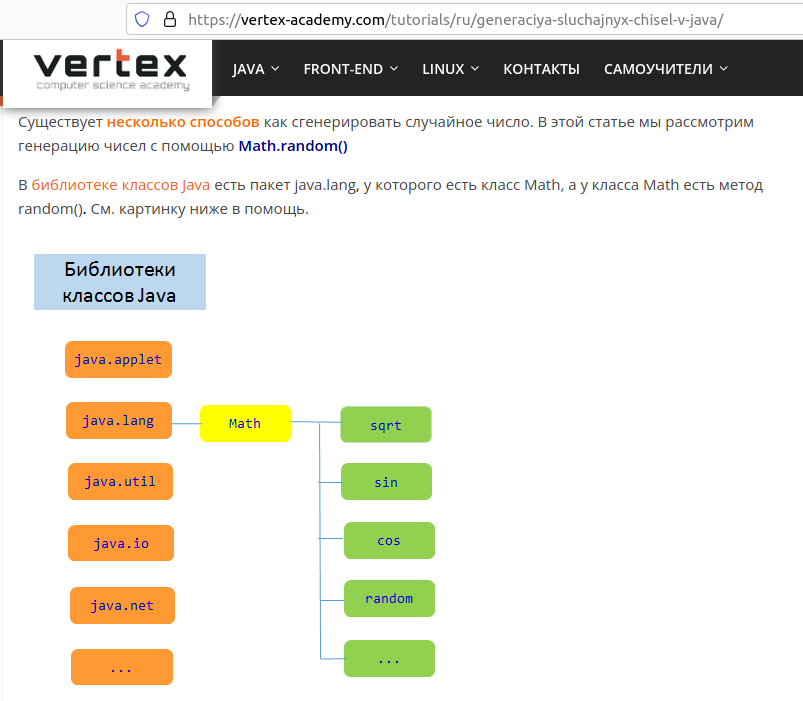 https://vertex-academy.com/tutorials/ru/generaciya-sluchajnyx-chisel-v-java/
vertex
computer science academy
JAVA FRONT-END LINUX КОНТАКТЫ САМОУЧИТЕЛИ
Существует несколько способов как сгенерировать случайное число. В этой статье мы рассмотрим
генерацию чисел с помощью Math.random()
В библиотеке классов Java есть пакет java.lang, у которого есть класс Math, а у класса Math есть метод
random(). См. картинку ниже в помощь.
Библиотеки
классов Java
java.applet
java.lang
Math
sqrt
java.util
sin
java.io
cos
java.net
random
...
...